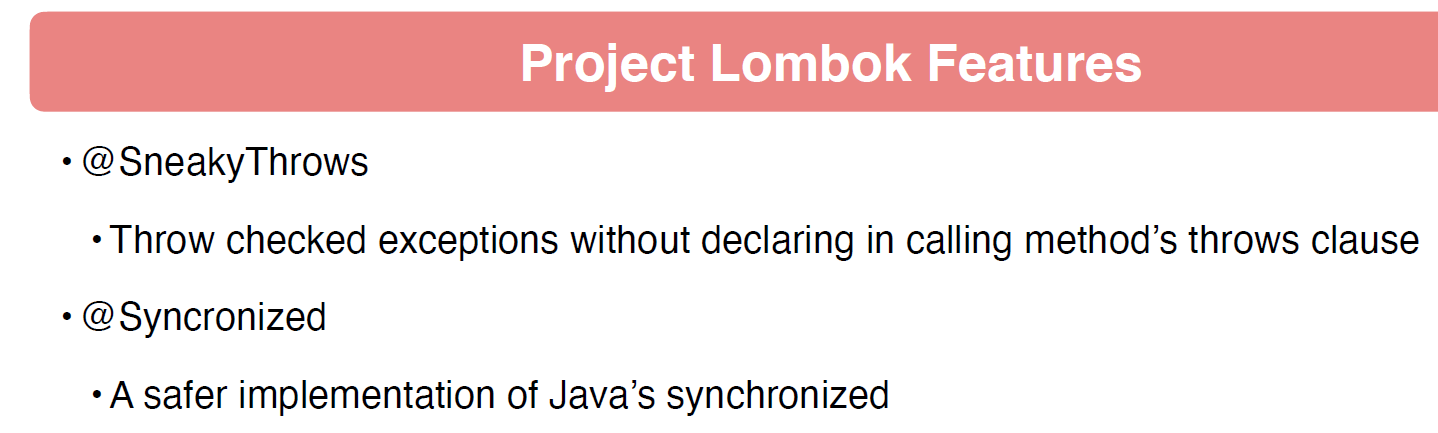 Project Lombok Features
• @SneakyThrows
• Throw checked exceptions without declaring in calling method’s throws clause
• @Syncronized
• A safer implementation of Java’s synchronized